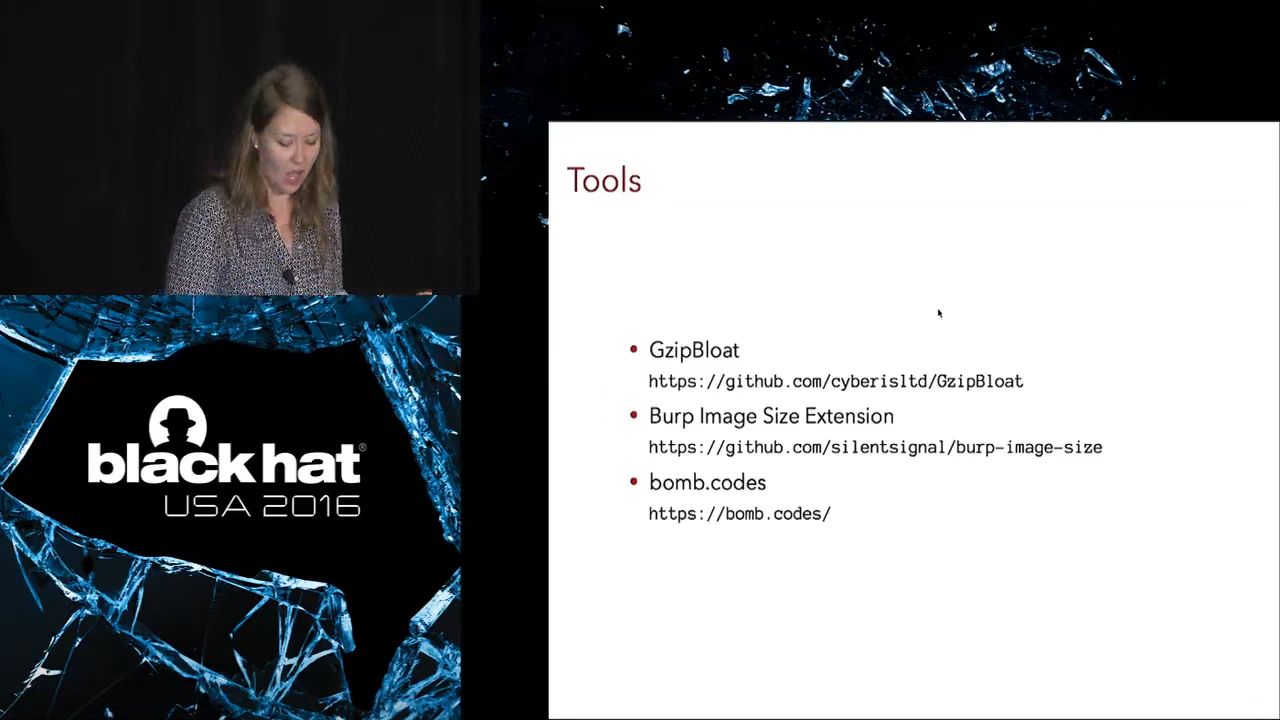 black hat®
USA 2016
Tools
• GzipBloat
https://github.com/cyberisltd/GzipBloat
• Burp Image Size Extension
https://github.com/silentsignal/burp-image-size
• bomb.codes
https://bomb.codes/